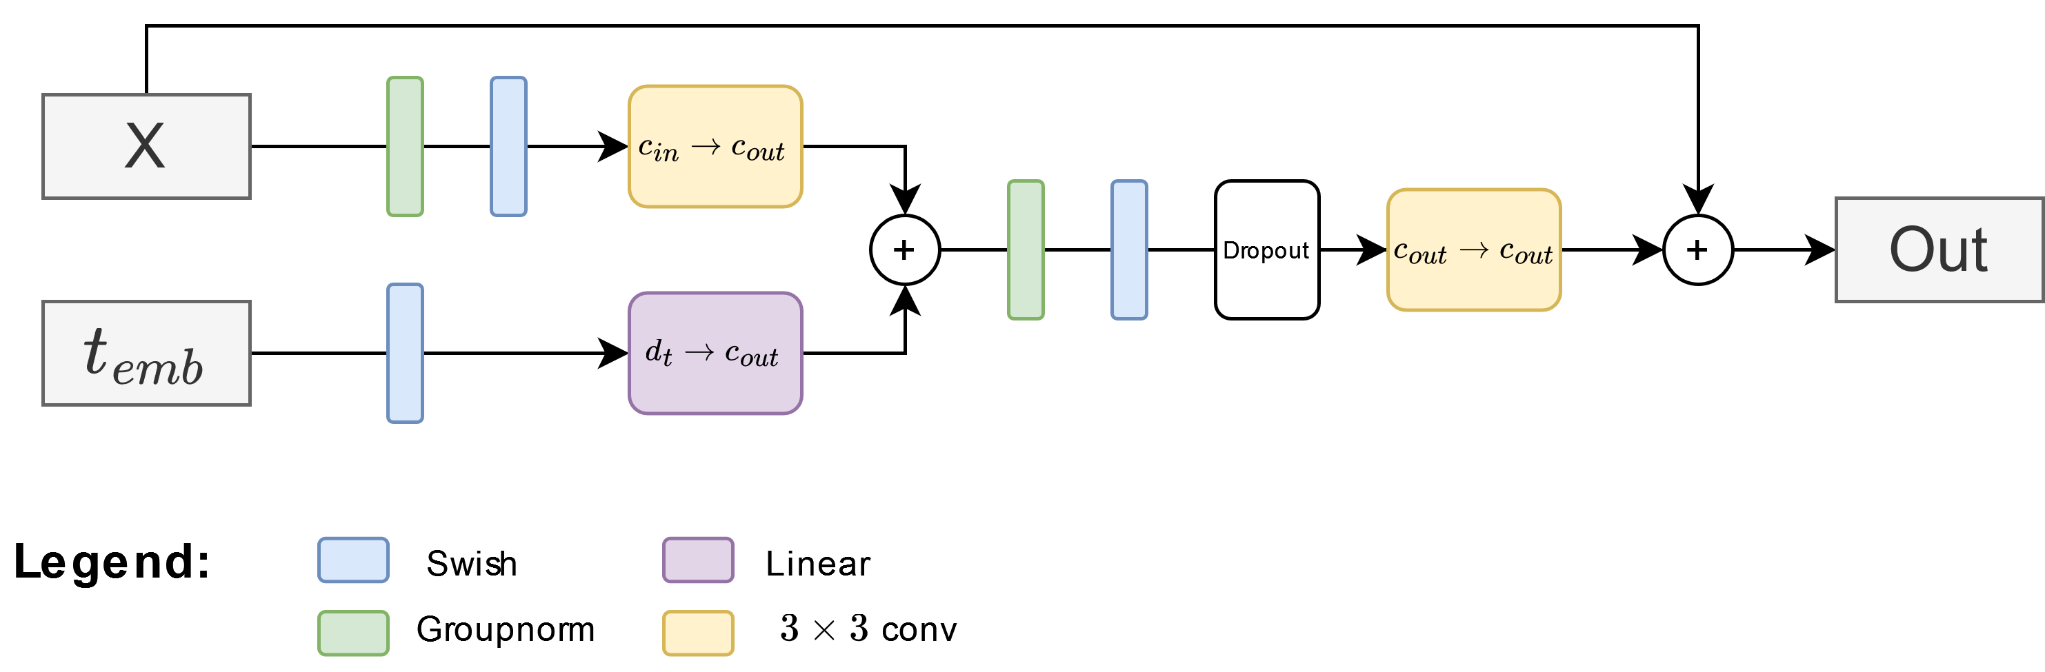 X
c_in → c_out
+
Dropout
c_out → c_out
+
Out
t_emb
d_t → c_out
Legend:
Swish
Linear
Groupnorm
3 × 3 conv